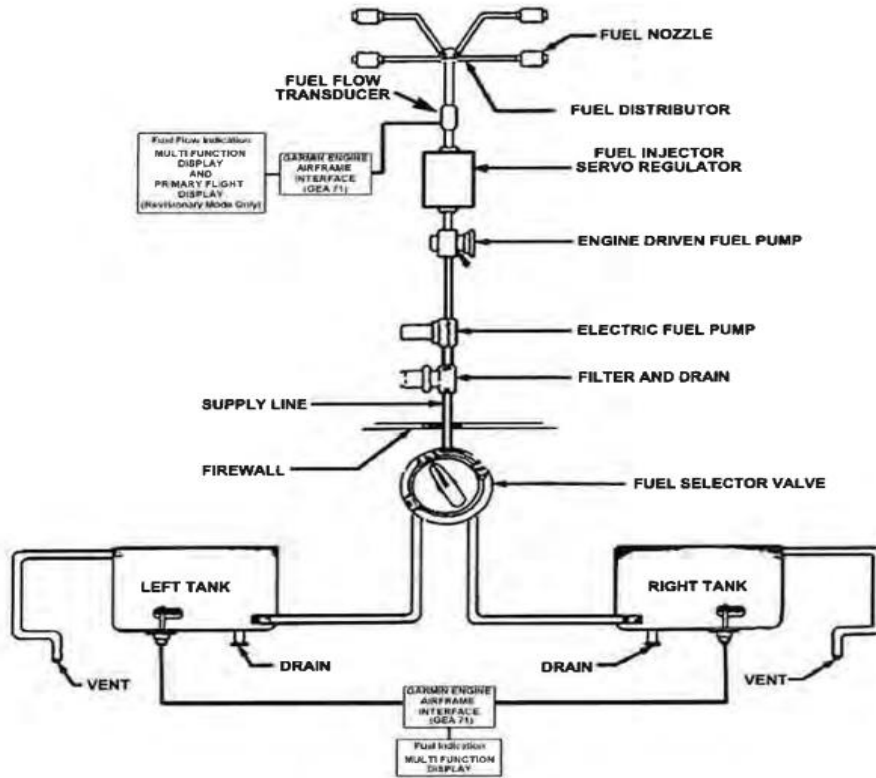 FUEL NOZZLE
FUEL FLOW
TRANSDUCER
FUEL DISTRIBUTOR
Fuel Flow Indication
MULTI FUNCTION
DISPLAY
AND
PRIMARY FLIGHT
DISPLAY
(Revisionary Mode Only)
GARMIN ENGINE
AIRFRAME
INTERFACE
(GEA 71)
FUEL INJECTOR
SERVO REGULATOR
ENGINE DRIVEN FUEL PUMP
ELECTRIC FUEL PUMP
FILTER AND DRAIN
SUPPLY LINE
FIREWALL
FUEL SELECTOR VALVE
LEFT TANK
RIGHT TANK
DRAIN
DRAIN
VENT
VENT
GARMIN ENGINE
AIRFRAME
INTERFACE
(GEA 71)
Fuel Indication
MULTI FUNCTION
DISPLAY